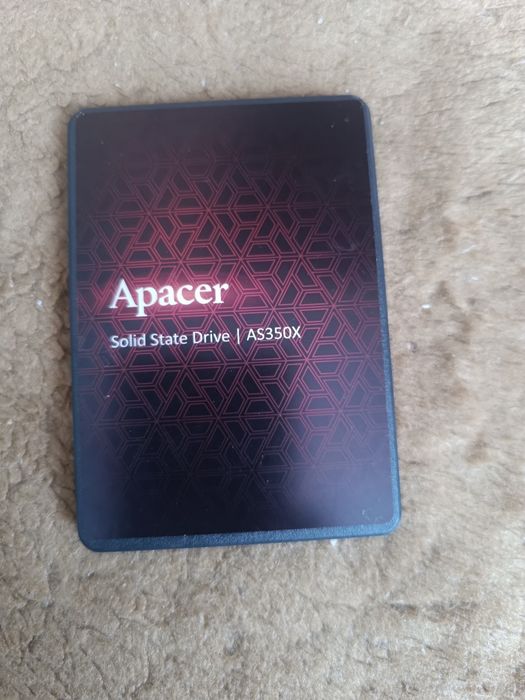 Apacer
Solid State Drive | AS350X